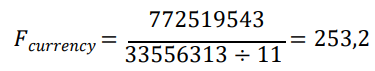 F_currency = 772519543 / 33556313 ÷ 11 = 253,2